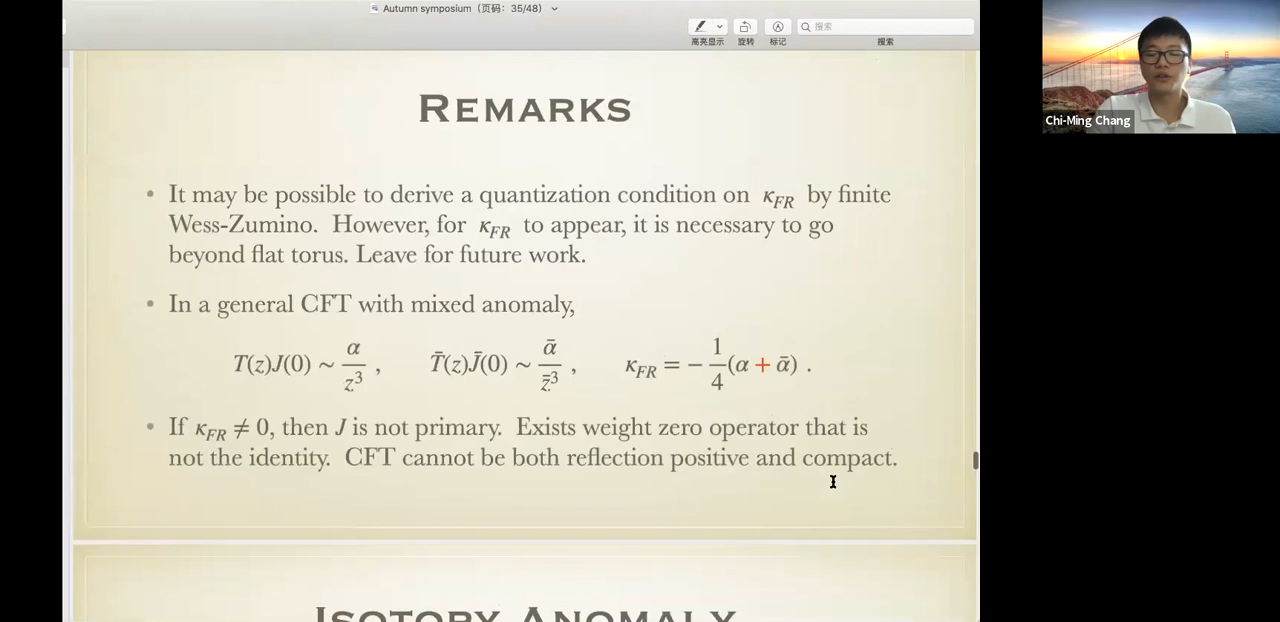 Autumn symposium（页码：35/48）
高亮显示 旋转 标记 搜索
搜索
REMARKS
• It may be possible to derive a quantization condition on κ_FR by finite
Wess-Zumino. However, for κ_FR to appear, it is necessary to go
beyond flat torus. Leave for future work.
• In a general CFT with mixed anomaly,
T(z)J(0) ~ α/z³ , T̄(z)J̄(0) ~ ᾱ/z̄³ , κ_FR = −1/4(α + ᾱ) .
• If κ_FR ≠ 0, then J is not primary. Exists weight zero operator that is
not the identity. CFT cannot be both reflection positive and compact.
ISOTOPY ANOMALY
Chi-Ming Chang